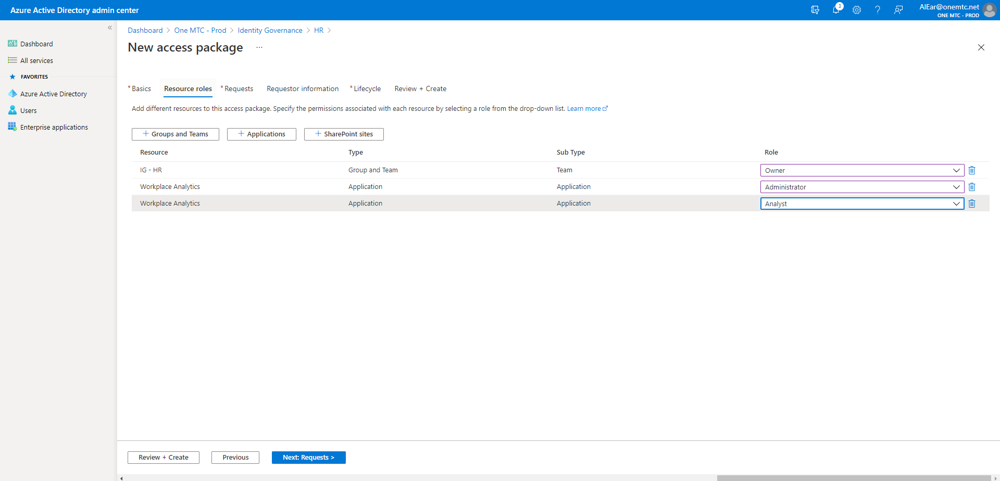 Azure Active Directory admin center
3
AlEar@onemtc.net
ONE MTC - PROD
«
Dashboard
All services
FAVORITES
Azure Active Directory
Users
Enterprise applications
Dashboard > One MTC - Prod > Identity Governance > HR >
New access package ...
* Basics Resource roles * Requests Requestor information * Lifecycle Review + Create
Add different resources to this access package. Specify the permissions associated with each resource by selecting a role from the drop-down list. Learn more
+ Groups and Teams + Applications + SharePoint sites
Resource Type Sub Type Role
IG - HR Group and Team Team Owner
Workplace Analytics Application Application Administrator
Workplace Analytics Application Application Analyst
Review + Create Previous Next: Requests >